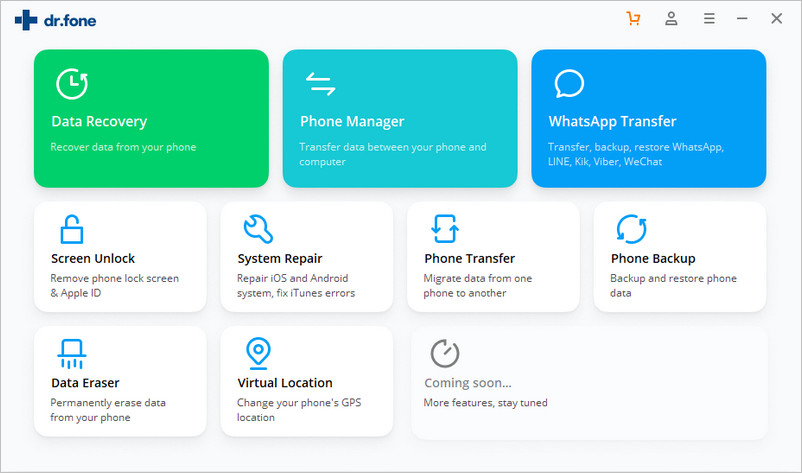 dr.fone
Data Recovery
Recover data from your phone
Phone Manager
Transfer data between your phone and
computer
WhatsApp Transfer
Transfer, backup, restore WhatsApp,
LINE, Kik, Viber, WeChat
Screen Unlock
Remove phone lock screen
& Apple ID
System Repair
Repair iOS and Android
system, fix iTunes errors
Phone Transfer
Migrate data from one
phone to another
Phone Backup
Backup and restore phone
data
Data Eraser
Permanently erase data
from your phone
Virtual Location
Change your phone's GPS
location
Coming soon...
More features, stay tuned